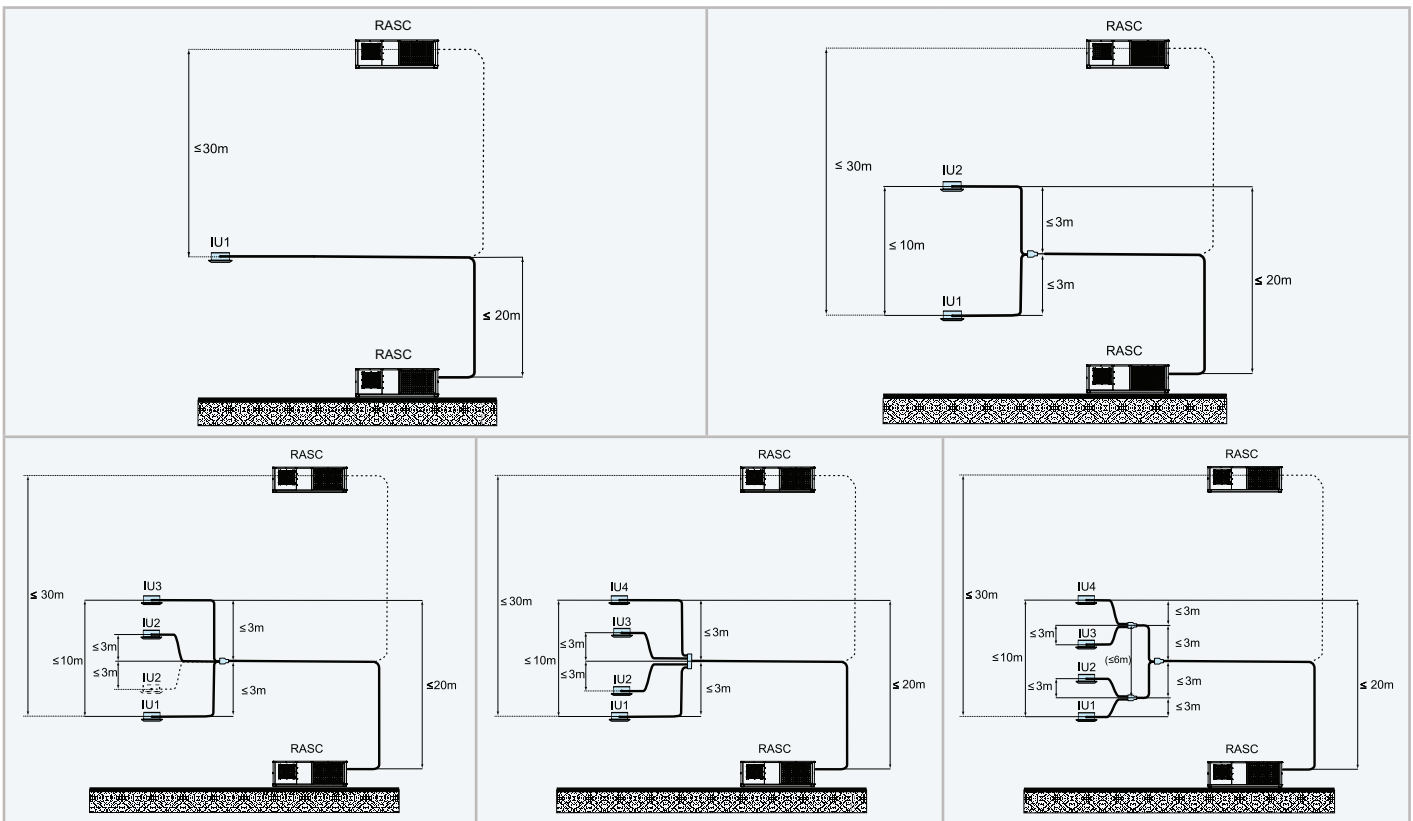 RASC
≤30m
IU1
≤ 20m
RASC
RASC
≤ 30m
IU2
≤3m
≤ 10m
≤ 20m
≤3m
IU1
RASC
RASC
≤ 30m
IU3
IU2
≤3m
≤3m
≤10m
≤3m
IU2
≤3m
≤20m
IU1
RASC
RASC
≤30m
IU4
IU3
≤3m
≤3m
≤10m
≤3m
IU2
≤3m
≤ 20m
IU1
RASC
RASC
≤30m
IU4
≤3m
≤3m
IU3
≤3m
(≤6m)
≤10m
IU2
≤3m
≤3m
≤ 20m
IU1
≤3m
RASC